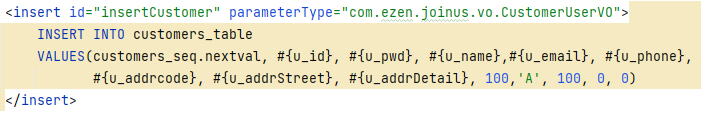 <insert id="insertCustomer" parameterType="com.ezen.joinus.vo.CustomerUserVO">
INSERT INTO customers_table
VALUES(customers_seq.nextval, #{u_id}, #{u_pwd}, #{u_name},#{u_email}, #{u_phone},
#{u_addrcode}, #{u_addrStreet}, #{u_addrDetail}, 100,'A', 100, 0, 0)
</insert>